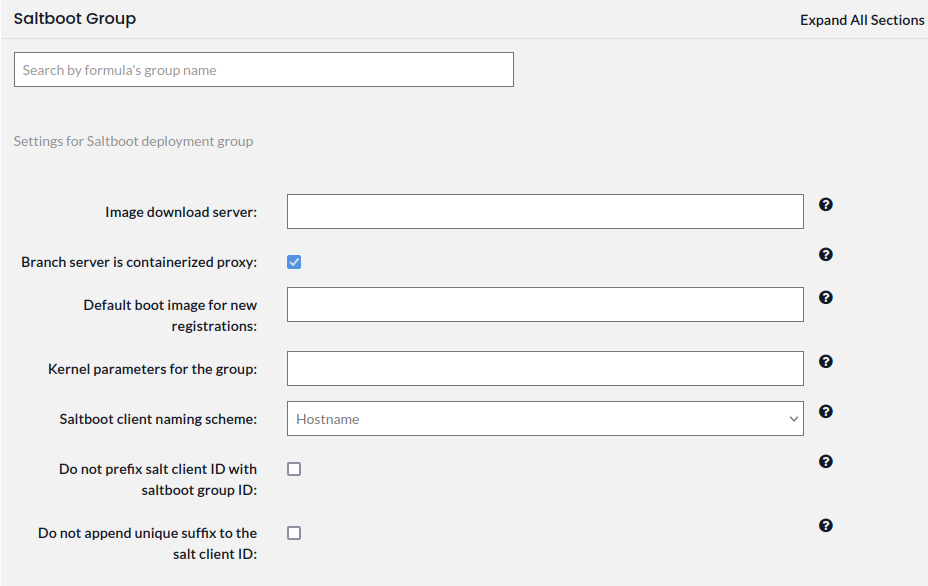 Saltboot Group
Expand All Sections
Search by formula's group name
Settings for Saltboot deployment group
Image download server:
Branch server is containerized proxy:
Default boot image for new
registrations:
Kernel parameters for the group:
Saltboot client naming scheme:
Hostname
Do not prefix salt client ID with
saltboot group ID:
Do not append unique suffix to the
salt client ID: